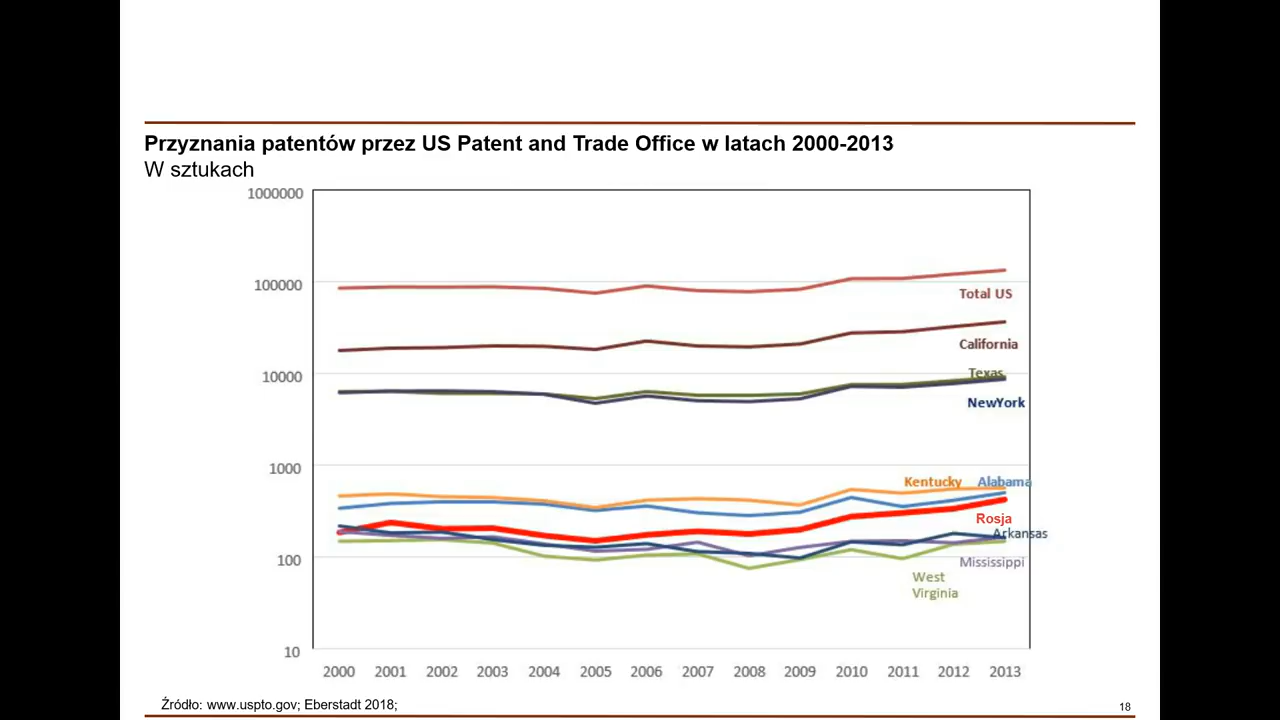 Przyznania patentów przez US Patent and Trade Office w latach 2000-2013
W sztukach
1000000
100000
Total US
California
10000
Texas
NewYork
1000
Kentucky Alabama
Rosja
Arkansas
100
Mississippi
West
Virginia
10
2000 2001 2002 2003 2004 2005 2006 2007 2008 2009 2010 2011 2012 2013
Źródło: www.uspto.gov; Eberstadt 2018;
18